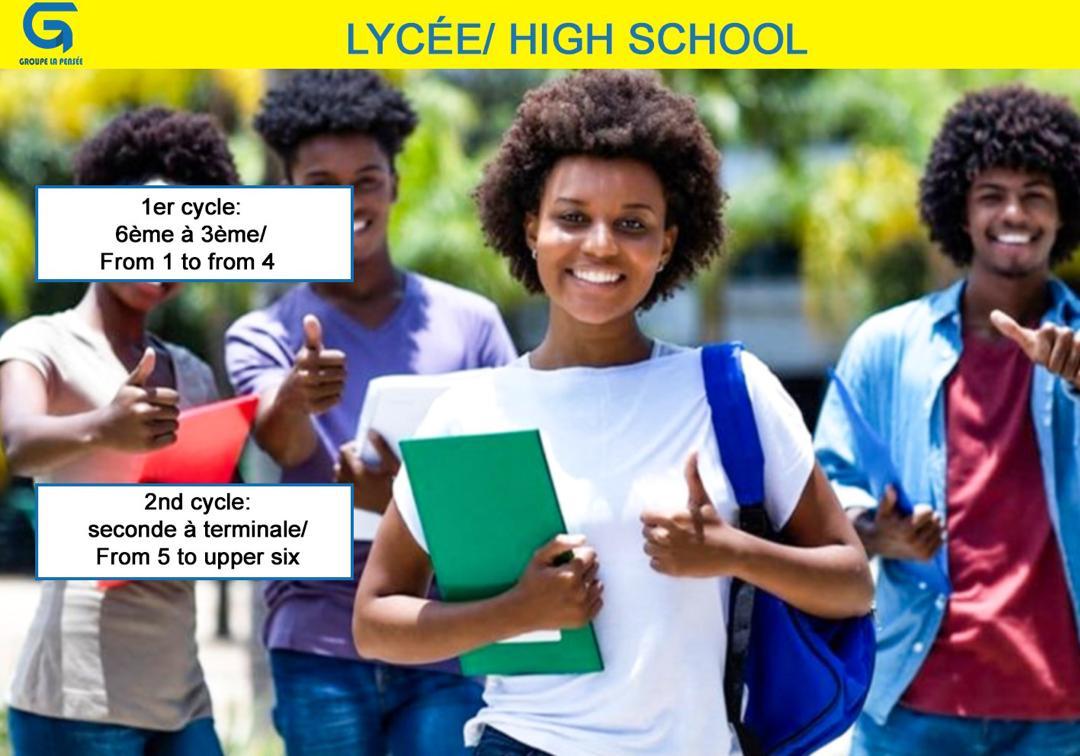 GROUPE LA PENSÉE
LYCÉE/ HIGH SCHOOL
1er cycle:
6ème à 3ème/
From 1 to from 4
2nd cycle:
seconde à terminale/
From 5 to upper six